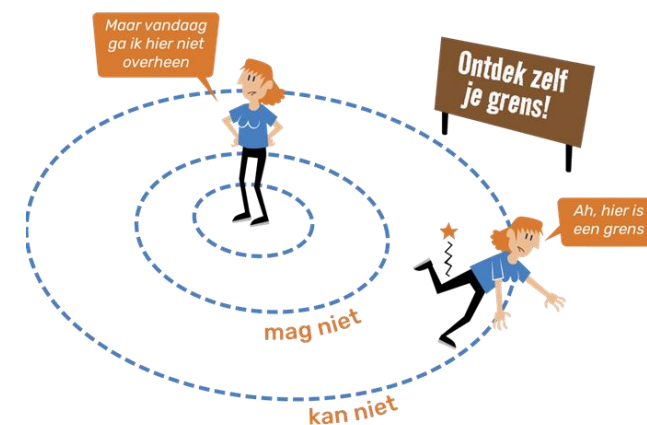 Maar vandaag
ga ik hier niet
overheen
Ontdek zelf
je grens!
Ah, hier is
een grens
mag niet
kan niet